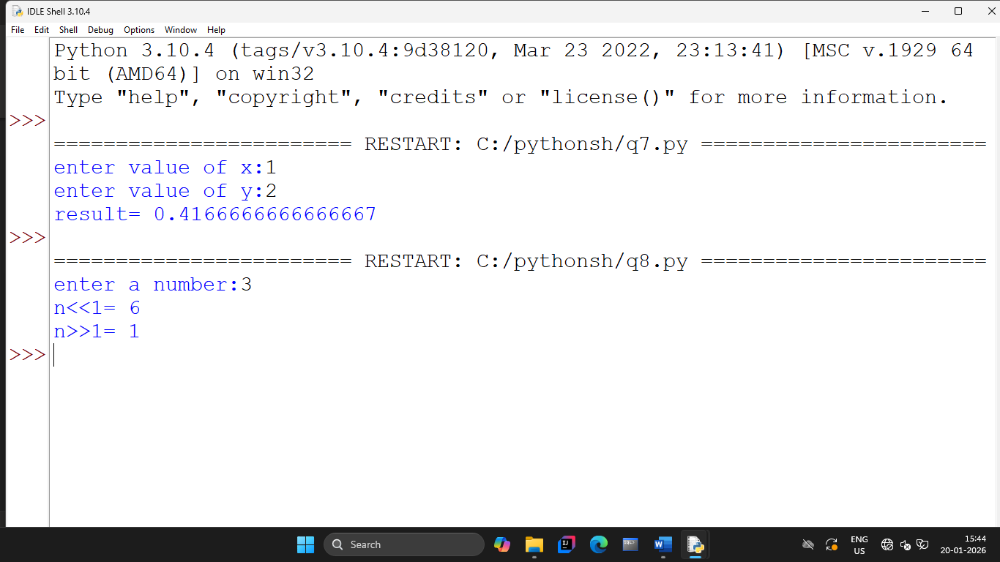 IDLE Shell 3.10.4
File Edit Shell Debug Options Window Help
Python 3.10.4 (tags/v3.10.4:9d38120, Mar 23 2022, 23:13:41) [MSC v.1929 64
bit (AMD64)] on win32
Type "help", "copyright", "credits" or "license()" for more information.
>>>
======================== RESTART: C:/pythonsh/q7.py =======================
enter value of x:1
enter value of y:2
result= 0.41666666666666667
>>>
======================== RESTART: C:/pythonsh/q8.py =======================
enter a number:3
n<<1= 6
n>>1= 1
>>>
Search
ENG
US
15:44
20-01-2026